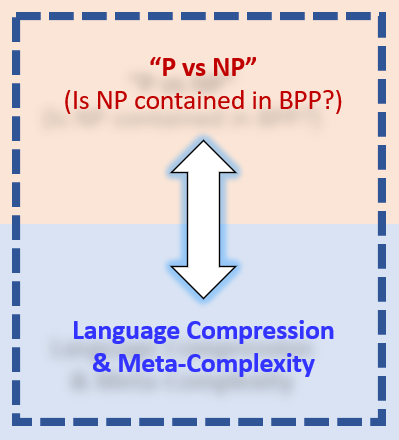 “P vs NP”
(Is NP contained in BPP?)
Language Compression
& Meta-Complexity